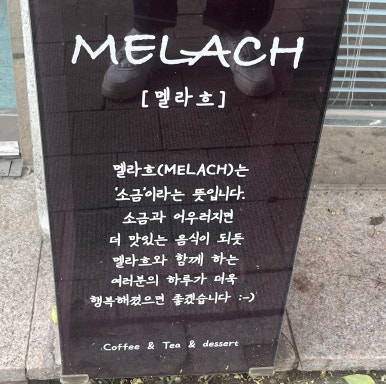 MELACH
[멜라흐]
멜라흐(MELACH)는
'소금'이라는 뜻입니다.
소금과 어우러지면
더 맛있는 음식이 되듯
멜라흐와 함께 하는
여러분의 하루가 더욱
행복해졌으면 좋겠습니다 :-)
Coffee & Tea & dessert